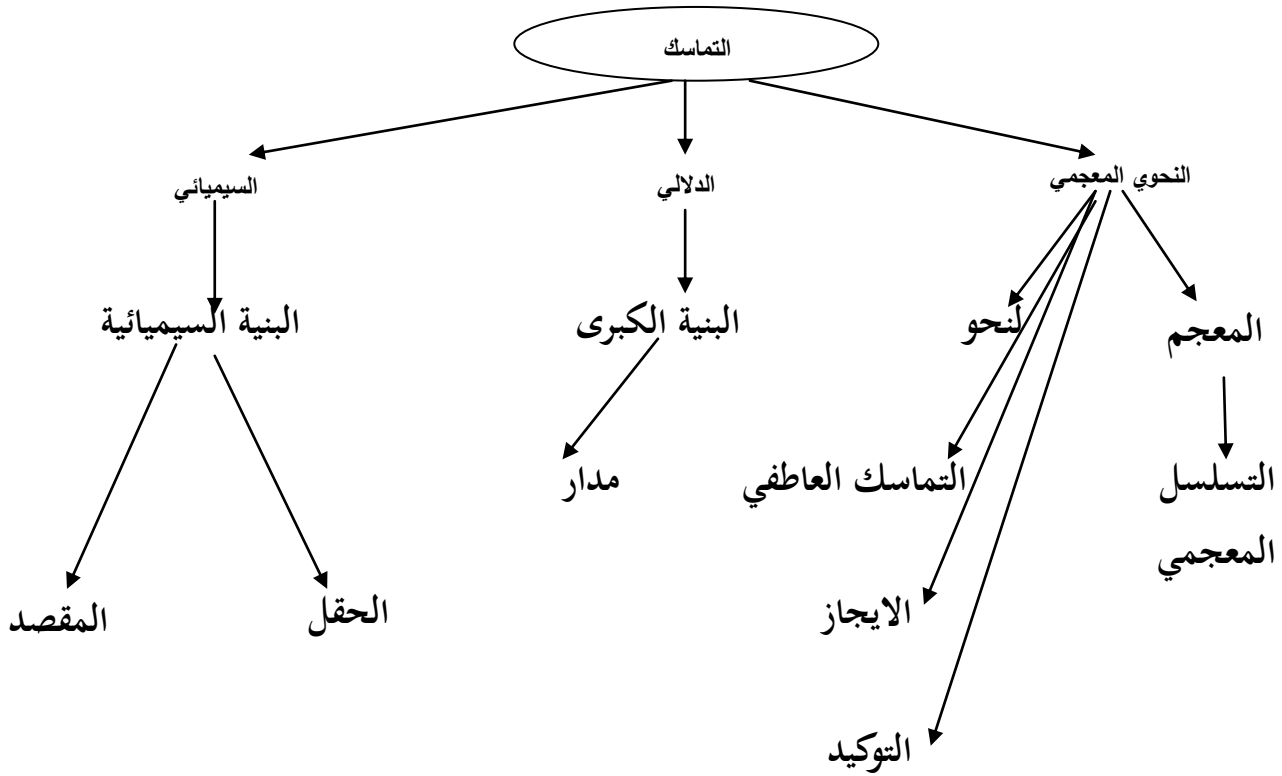 التماسك
النحوي المعجمي
الدلالي
السيميائي
المعجم
لنحو
البنية الكبرى
البنية السيميائية
التسلسل
المعجمي
التماسك العاطفي
مدار
الايجاز
الحقل
المقصد
التوكيد